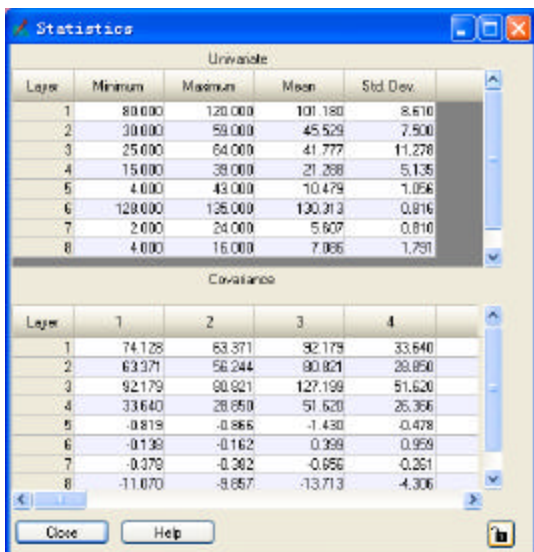 Statistics
Univariate
Layer Minimum Maximum Mean Std. Dev.
1 80.000 120.000 101.180 8.610
2 30.000 59.000 45.529 7.500
3 25.000 64.000 41.777 11.278
4 15.000 39.000 21.288 5.135
5 4.000 43.000 10.479 1.056
6 128.000 135.000 130.313 0.816
7 2.000 24.000 5.607 0.810
8 4.000 16.000 7.086 1.791
Covariance
Layer 1 2 3 4
1 74.128 63.371 92.179 33.640
2 63.371 56.244 80.821 28.850
3 92.179 80.821 127.199 51.620
4 33.640 28.850 51.620 26.366
5 -0.819 -0.866 -1.430 -0.478
6 -0.138 -0.162 0.399 0.959
7 -0.379 -0.382 -0.656 -0.261
8 -11.070 -9.857 -13.713 -4.306
Close Help